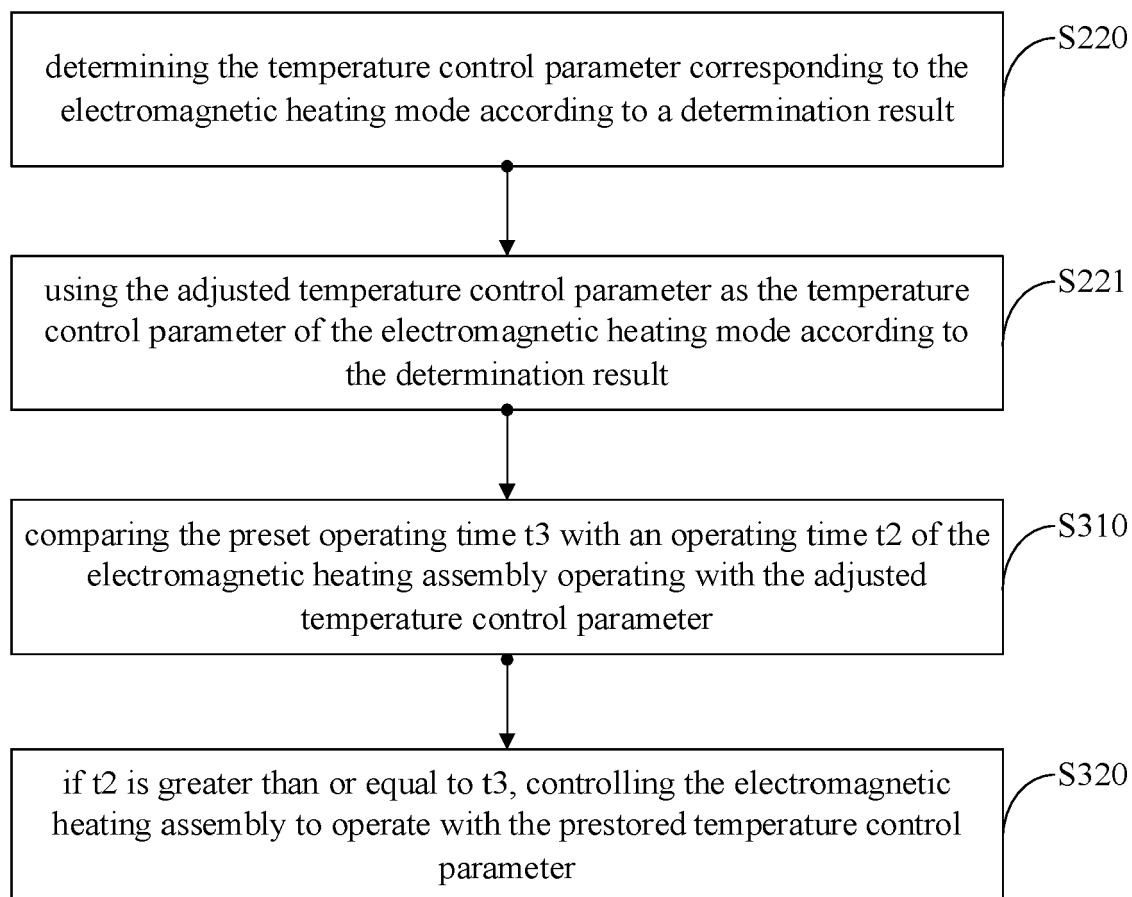 S220
determining the temperature control parameter corresponding to the
electromagnetic heating mode according to a determination result
S221
using the adjusted temperature control parameter as the temperature
control parameter of the electromagnetic heating mode according to
the determination result
S310
comparing the preset operating time t3 with an operating time t2 of the
electromagnetic heating assembly operating with the adjusted
temperature control parameter
S320
if t2 is greater than or equal to t3, controlling the electromagnetic
heating assembly to operate with the prestored temperature control
parameter